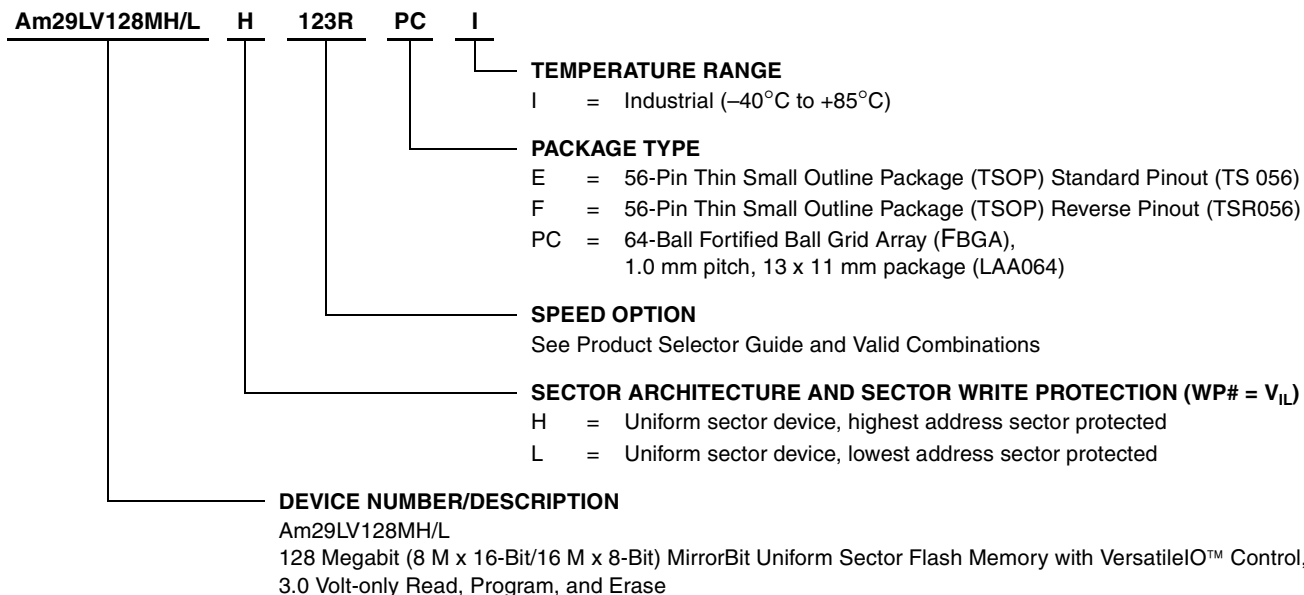 Am29LV128MH/L H 123R PC I
TEMPERATURE RANGE
I = Industrial (–40°C to +85°C)
PACKAGE TYPE
E = 56-Pin Thin Small Outline Package (TSOP) Standard Pinout (TS 056)
F = 56-Pin Thin Small Outline Package (TSOP) Reverse Pinout (TSR056)
PC = 64-Ball Fortified Ball Grid Array (FBGA),
1.0 mm pitch, 13 x 11 mm package (LAA064)
SPEED OPTION
See Product Selector Guide and Valid Combinations
SECTOR ARCHITECTURE AND SECTOR WRITE PROTECTION (WP# = VIL)
H = Uniform sector device, highest address sector protected
L = Uniform sector device, lowest address sector protected
DEVICE NUMBER/DESCRIPTION
Am29LV128MH/L
128 Megabit (8 M x 16-Bit/16 M x 8-Bit) MirrorBit Uniform Sector Flash Memory with VersatileIO™ Control,
3.0 Volt-only Read, Program, and Erase